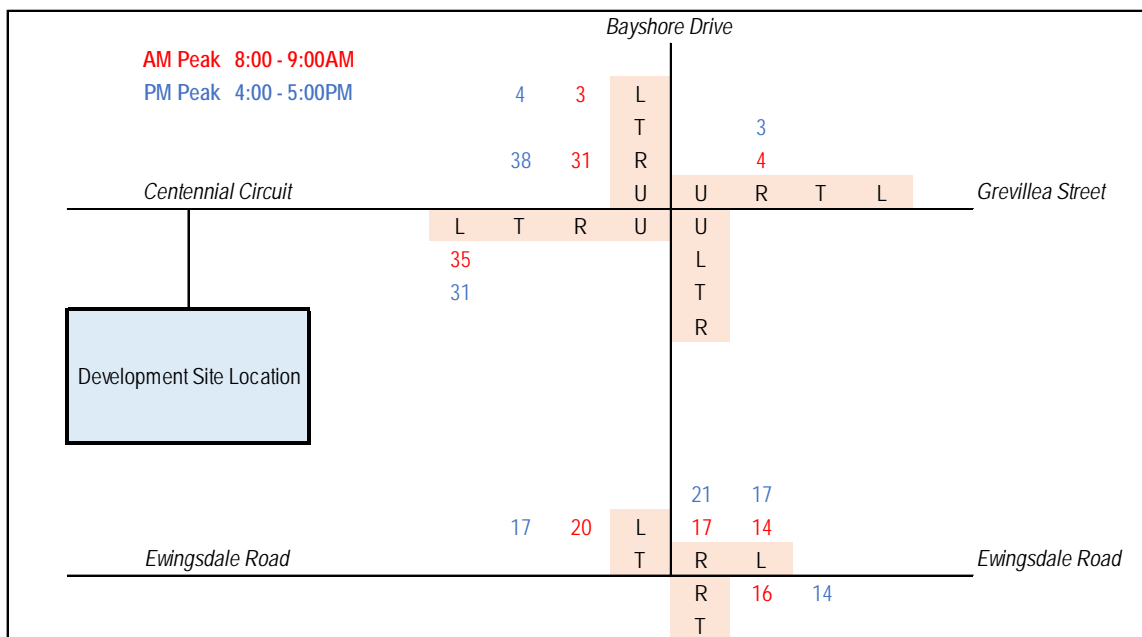 Bayshore Drive
AM Peak 8:00 - 9:00AM
PM Peak 4:00 - 5:00PM
4 3 L
T 3
38 31 R 4
Centennial Circuit U U R T L Grevillea Street
L T R U U
35 L
31 T
R
Development Site Location
21 17
17 20 L 17 14
Ewingsdale Road T R L Ewingsdale Road
R 16 14
T